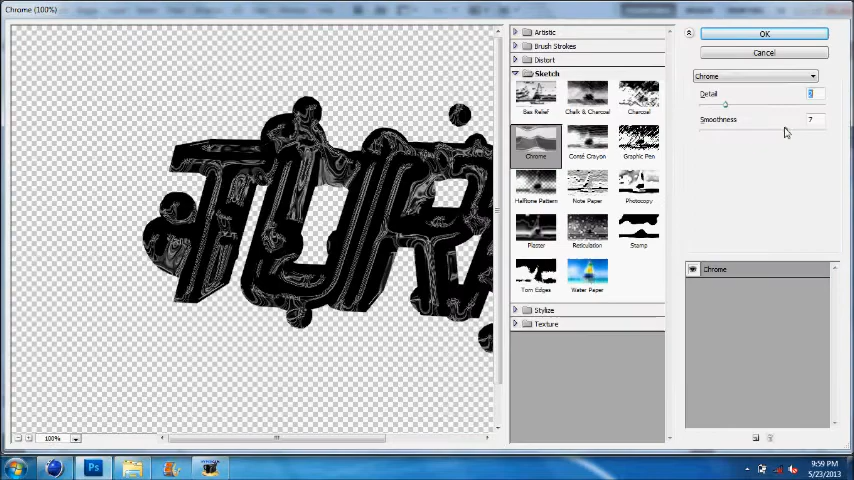 Chrome (100%)
Artistic
Brush Strokes
Distort
Sketch
Bas Relief
Chalk & Charcoal
Charcoal
Chrome
Conté Crayon
Graphic Pen
Halftone Pattern
Note Paper
Photocopy
Plaster
Reticulation
Stamp
Torn Edges
Water Paper
Stylize
Texture
OK
Cancel
Chrome
Detail
Smoothness 7
Chrome
100%
Ps
9:59 PM
5/23/2013